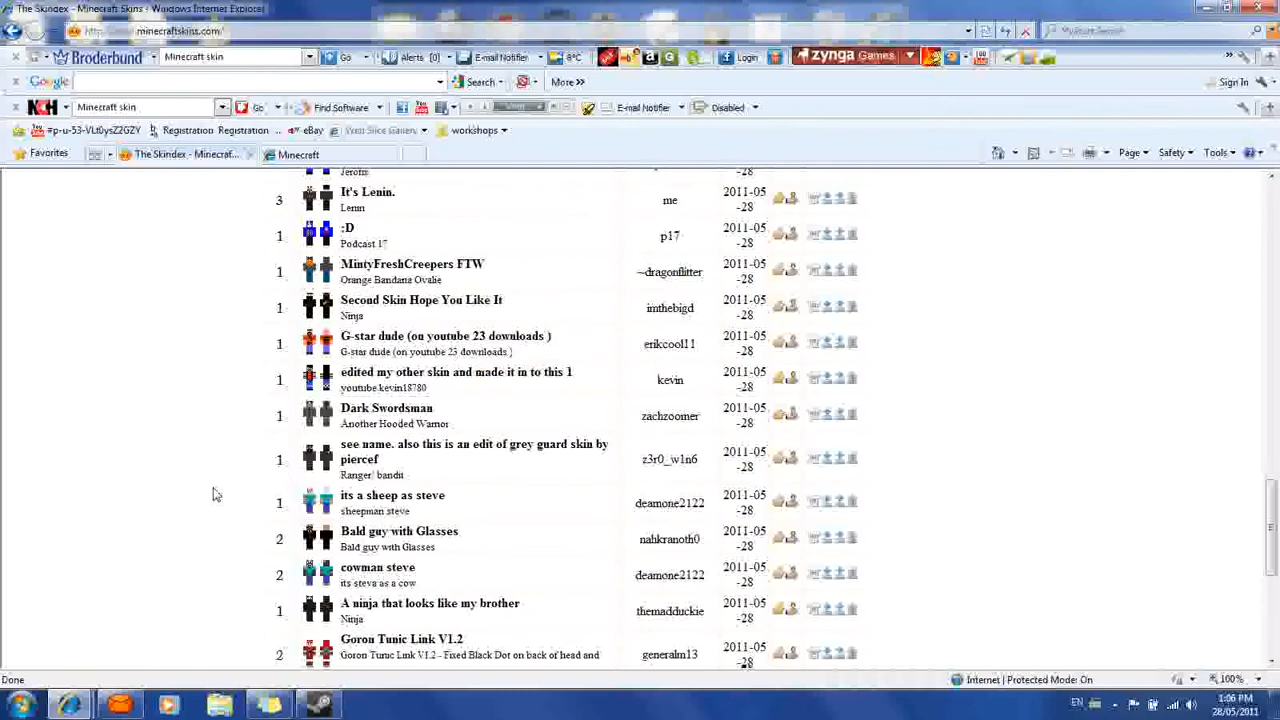 The Skindex - Minecraft Skins - Windows Internet Explorer
minecraftskins.com/
Broderbund Minecraft skin Go Alerts (0) E-mail Notifier 8°C Login zynga Games
Google Search More >> Sign In
NCH Minecraft skin Go Find Software E-mail Notifier Disabled
=p-u-53-VLt0ysZ2GZY Registration Registration .. eBay Web Slice Gallery workshops
Favorites The Skindex - Minecraf... Minecraft Page Safety Tools
3 It's Lenin. me 2011-05-28
Lenin
1 :D p17 2011-05-28
Podcast 17
1 MintyFreshCreepers FTW ~dragonflitter 2011-05-28
Orange Bandana Ovalie
1 Second Skin Hope You Like It imthebigd 2011-05-28
Ninja
1 G-star dude (on youtube 23 downloads ) erikcool11 2011-05-28
G-star dude (on youtube 23 downloads )
1 edited my other skin and made it in to this 1 kevin 2011-05-28
youtube kevin18780
1 Dark Swordsman zachzoomer 2011-05-28
Another Hooded Warrior
1 see name. also this is an edit of grey guard skin by piercef z3r0_w1n6 2011-05-28
Ranger/ bandit
1 its a sheep as steve deamone2122 2011-05-28
sheepman steve
2 Bald guy with Glasses nahkranoth0 2011-05-28
Bald guy with Glasses
2 cowman steve deamone2122 2011-05-28
its steva as a cow
1 A ninja that looks like my brother themadduckie 2011-05-28
Ninja
2 Goron Tunic Link V1.2 generalm13 2011-05-28
Goron Tunic Link V1.2 - Fixed Black Dot on back of head and
Done Internet | Protected Mode: On 100%
EN 1:06 PM
28/05/2011